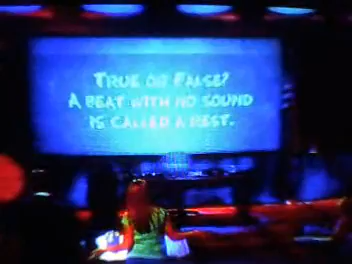 True or False?
A beat with no sound
is called a rest.